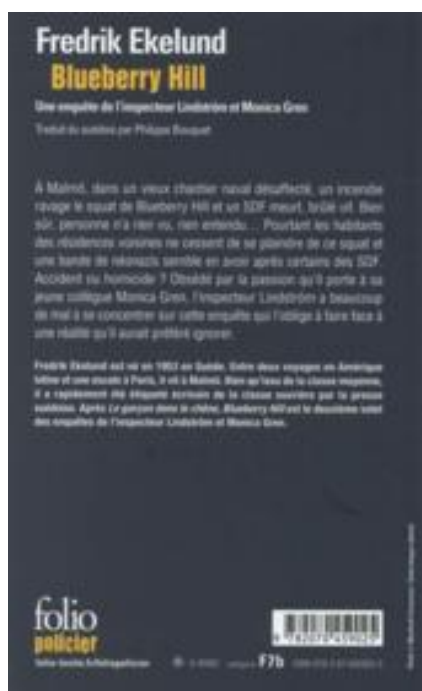 Fredrik Ekelund
Blueberry Hill
Une enquête de l'inspecteur Lindström et Monica Gren
Traduit du suédois par Philippe Bouquet
À Malmö, dans un vieux chantier naval désaffecté, un incendie
ravage le squat de Blueberry Hill et un SDF meurt, brûlé vif. Bien
sûr, personne n'a rien vu, rien entendu... Pourtant les habitants
des résidences voisines ne cessent de se plaindre de ce squat et
une bande de néonazis semble en avoir après certains des SDF.
Accident ou homicide ? Obsédé par la passion qu'il porte à sa
jeune collègue Monica Gren, l'inspecteur Lindström a beaucoup
de mal à se concentrer sur cette enquête qui l'oblige à faire face à
une réalité qu'il aurait préféré ignorer.
Fredrik Ekelund est né en 1953 en Suède. Entre deux voyages en Amérique
latine et une escale à Paris, il vit à Malmö. Bien qu'issu de la classe moyenne,
il a rapidement été étiqueté écrivain de la classe ouvrière par la presse
suédoise. Après Le garçon dans le chêne, Blueberry Hill est le deuxième volet
des enquêtes de l'inspecteur Lindström et Monica Gren.
folio
policier
F7b